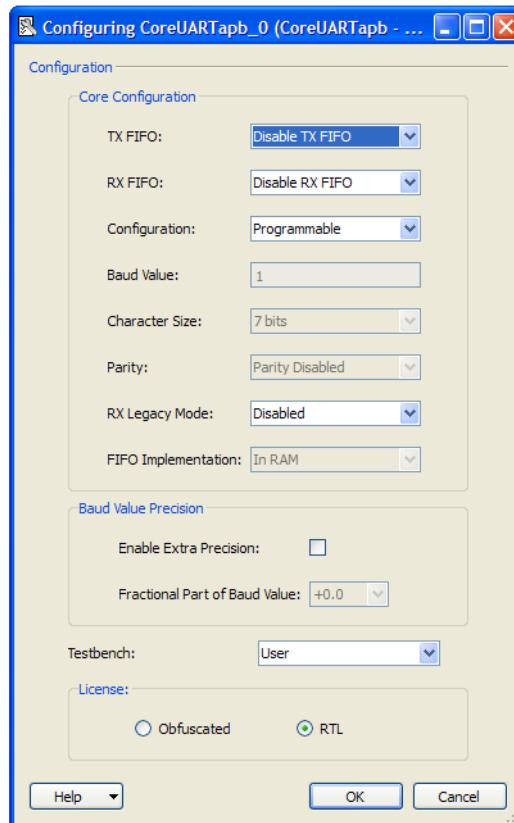 Configuring CoreUARTapb_0 (CoreUARTapb - ...
Configuration
Core Configuration
TX FIFO: Disable TX FIFO
RX FIFO: Disable RX FIFO
Configuration: Programmable
Baud Value: 1
Character Size: 7 bits
Parity: Parity Disabled
RX Legacy Mode: Disabled
FIFO Implementation: In RAM
Baud Value Precision
Enable Extra Precision:
Fractional Part of Baud Value: +0.0
Testbench: User
License:
Obfuscated RTL
Help OK Cancel